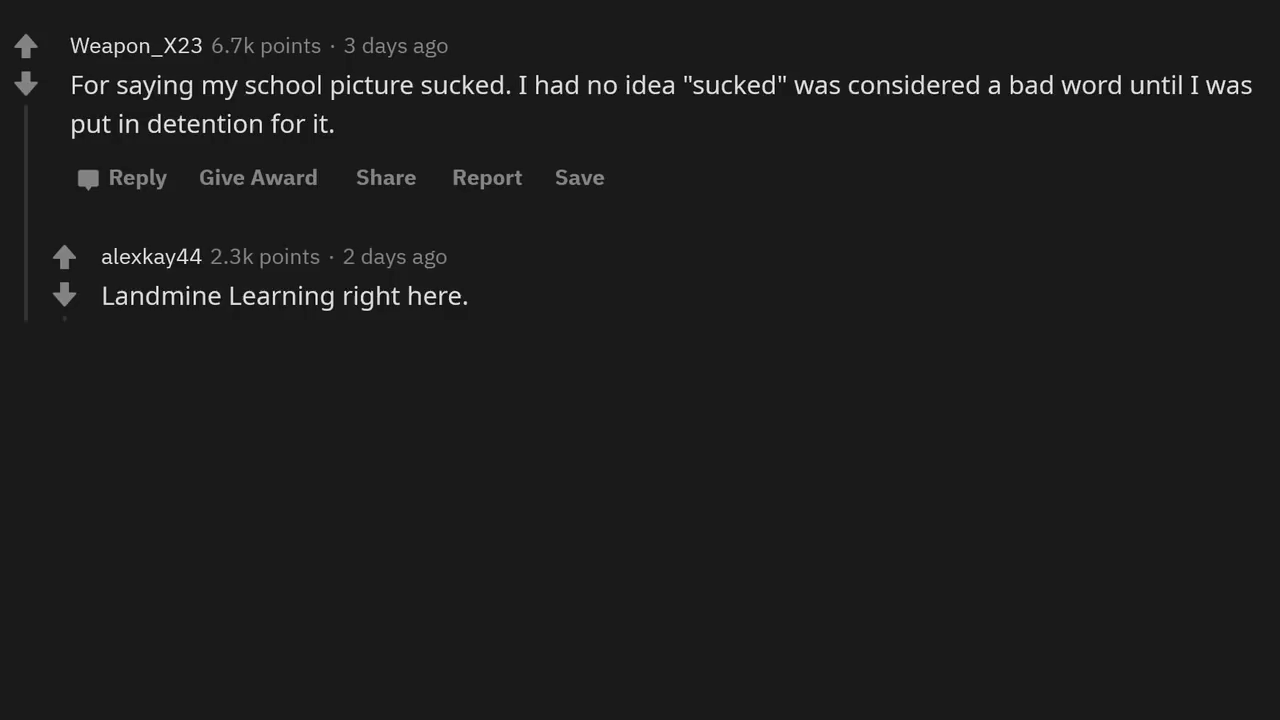 Weapon_X23 6.7k points · 3 days ago
For saying my school picture sucked. I had no idea "sucked" was considered a bad word until I was
put in detention for it.
Reply Give Award Share Report Save
alexkay44 2.3k points · 2 days ago
Landmine Learning right here.